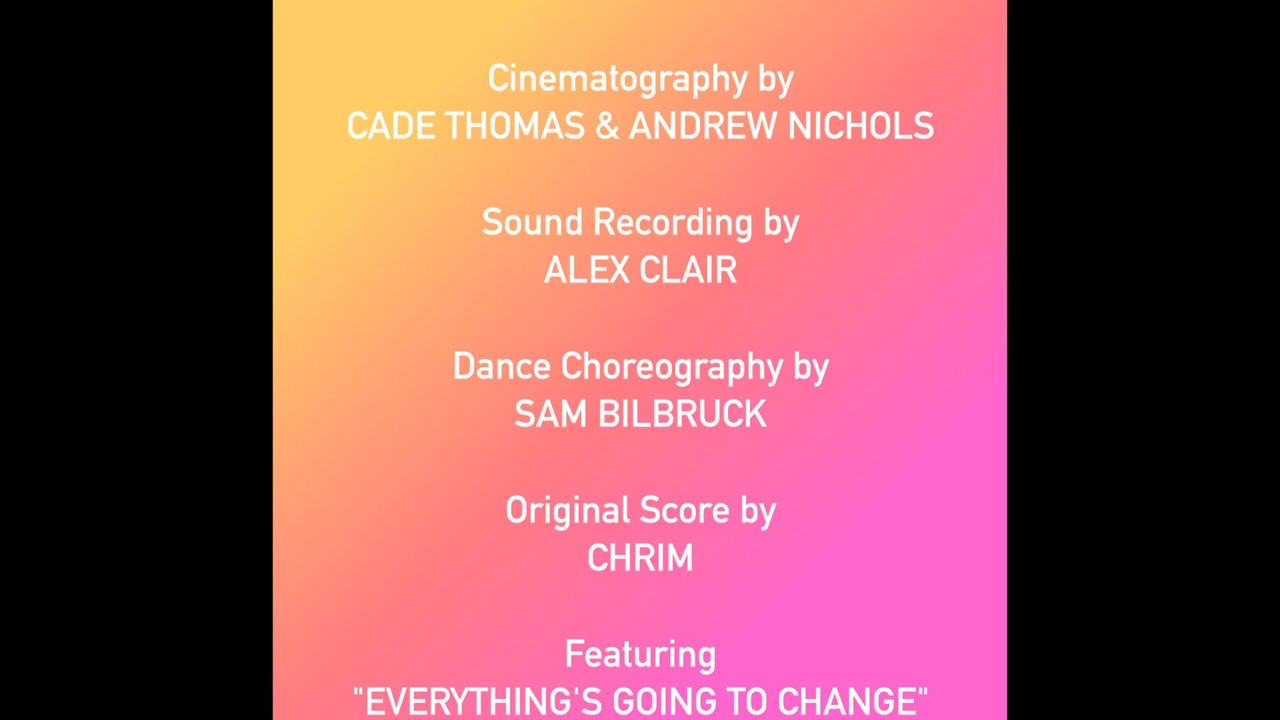 Cinematography by
CADE THOMAS & ANDREW NICHOLS
Sound Recording by
ALEX CLAIR
Dance Choreography by
SAM BILBRUCK
Original Score by
CHRIM
Featuring
"EVERYTHING'S GOING TO CHANGE"